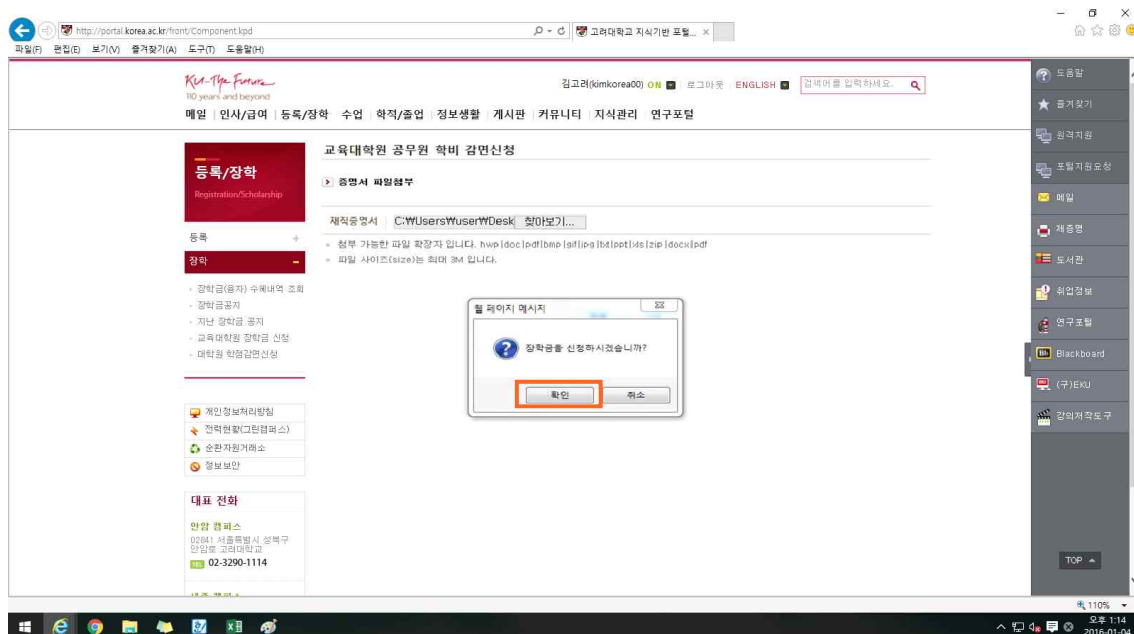 http://portal.korea.ac.kr/front/Component.kpd
고려대학교 지식기반 포털...
파일(F) 편집(E) 보기(V) 즐겨찾기(A) 도구(T) 도움말(H)
KU-The Future
110 years and beyond
김고려(kimkorea00) ON 로그아웃 ENGLISH 검색어를 입력하세요.
메일 인사/급여 등록/장학 수업 학적/졸업 정보생활 게시판 커뮤니티 지식관리 연구포털
등록/장학
Registration/Scholarship
등록 +
장학 -
장학금(융자) 수혜내역 조회
장학금공지
지난 장학금 공지
교육대학원 장학금 신청
대학원 학점감면신청
개인정보처리방침
전력현황(그린캠퍼스)
순환자원거래소
정보보안
대표 전화
안암 캠퍼스
02841 서울특별시 성북구
안암로 고려대학교
TEL 02-3290-1114
세종 캠퍼스
교육대학원 공무원 학비 감면신청
증명서 파일첨부
재직증명서 C:₩Users₩user₩Desk 찾아보기...
첨부 가능한 파일 확장자 입니다. hwp|doc|pdf|bmp|gif|jpg|txt|ppt|xls|zip|docx|pdf
파일 사이즈(size)는 최대 3M 입니다.
웹 페이지 메시지
장학금을 신청하시겠습니까?
확인 취소
도움말
즐겨찾기
원격지원
포털지원요청
메일
제증명
도서관
취업정보
연구포털
Bb Blackboard
(구)EKU
강의저작도구
TOP
110%
오후 1:14
2016-01-04